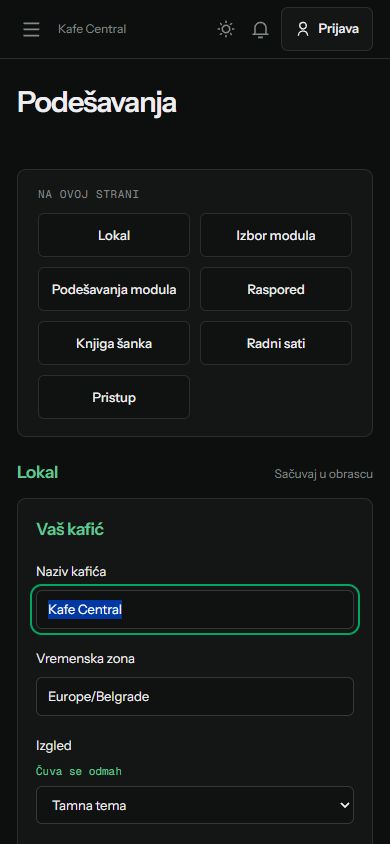 Kafe Central
Prijava
Podešavanja
NA OVOJ STRANI
Lokal
Izbor modula
Podešavanja modula
Raspored
Knjiga šanka
Radni sati
Pristup
Lokal
Sačuvaj u obrascu
Vaš kafić
Naziv kafića
Kafe Central
Vremenska zona
Europe/Belgrade
Izgled
Čuva se odmah
Tamna tema